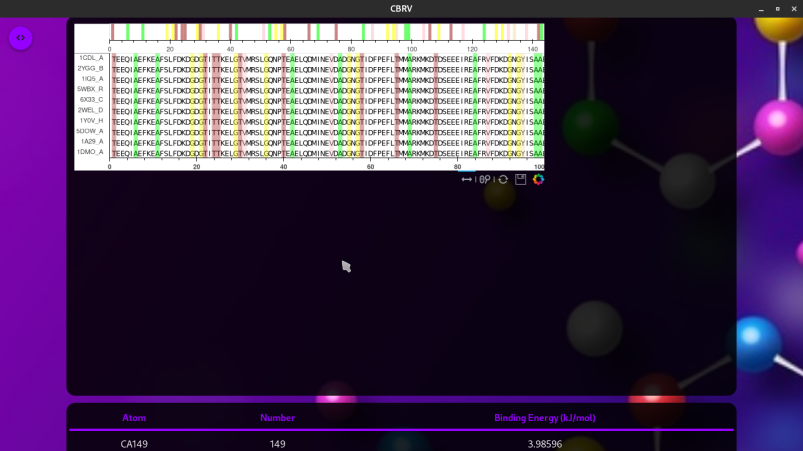 CBRV
0 20 40 60 80 100 120 140
1CDL_A TEEQIAEFKEAFSLFDKDGDGTITTKELGTVMRSLGQNPTEAELQDMINEVDADGNGTIDFPEFLTMMARKMKDTDSEEEIREAFRVFDKDGNGYISAAE
2YGG_B TEEQIAEFKEAFSLFDKDGDGTITTKELGTVMRSLGQNPTEAELQDMINEVDADGNGTIDFPEFLTMMARKMKDTDSEEEIREAFRVFDKDGNGYISAAE
1IQ5_A TEEQIAEFKEAFSLFDKDGDGTITTKELGTVMRSLGQNPTEAELQDMINEVDADGNGTIDFPEFLTMMARKMKDTDSEEEIREAFRVFDKDGNGYISAAE
5WBX_R TEEQIAEFKEAFSLFDKDGDGTITTKELGTVMRSLGQNPTEAELQDMINEVDADGNGTIDFPEFLTMMARKMKDTDSEEEIREAFRVFDKDGNGYISAAE
6X33_C TEEQIAEFKEAFSLFDKDGDGTITTKELGTVMRSLGQNPTEAELQDMINEVDADGNGTIDFPEFLTMMARKMKDTDSEEEIREAFRVFDKDGNGYISAAE
2WEL_D TEEQIAEFKEAFSLFDKDGDGTITTKELGTVMRSLGQNPTEAELQDMINEVDADGNGTIDFPEFLTMMARKMKDTDSEEEIREAFRVFDKDGNGYISAAE
1Y0V_H TEEQIAEFKEAFSLFDKDGDGTITTKELGTVMRSLGQNPTEAELQDMINEVDADGNGTIDFPEFLTMMARKMKDTDSEEEIREAFRVFDKDGNGYISAAE
5DOW_A TEEQIAEFKEAFSLFDKDGDGTITTKELGTVMRSLGQNPTEAELQDMINEVDADGNGTIDFPEFLTMMARKMKDTDSEEEIREAFRVFDKDGNGYISAAE
1A29_A TEEQIAEFKEAFSLFDKDGDGTITTKELGTVMRSLGQNPTEAELQDMINEVDADGNGTIDFPEFLTMMARKMKDTDSEEEIREAFRVFDKDGNGYISAAE
1DMO_A TEEQIAEFKEAFSLFDKDGDGTITTKELGTVMRSLGQNPTEAELQDMINEVDADGNGTIDFPEFLTMMARKMKDTDSEEEIREAFRVFDKDGNGYISAAE
0 20 40 60 80 100
Atom Number Binding Energy (kJ/mol)
CA149 149 3.98596